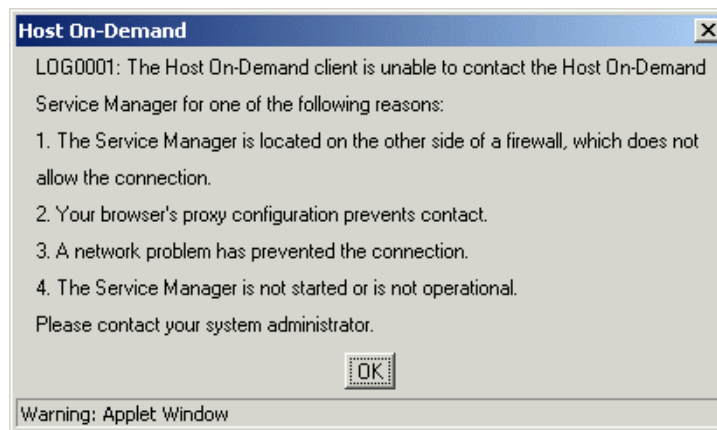 Host On-Demand
LOG0001: The Host On-Demand client is unable to contact the Host On-Demand
Service Manager for one of the following reasons:
1. The Service Manager is located on the other side of a firewall, which does not
allow the connection.
2. Your browser's proxy configuration prevents contact.
3. A network problem has prevented the connection.
4. The Service Manager is not started or is not operational.
Please contact your system administrator.
OK
Warning: Applet Window